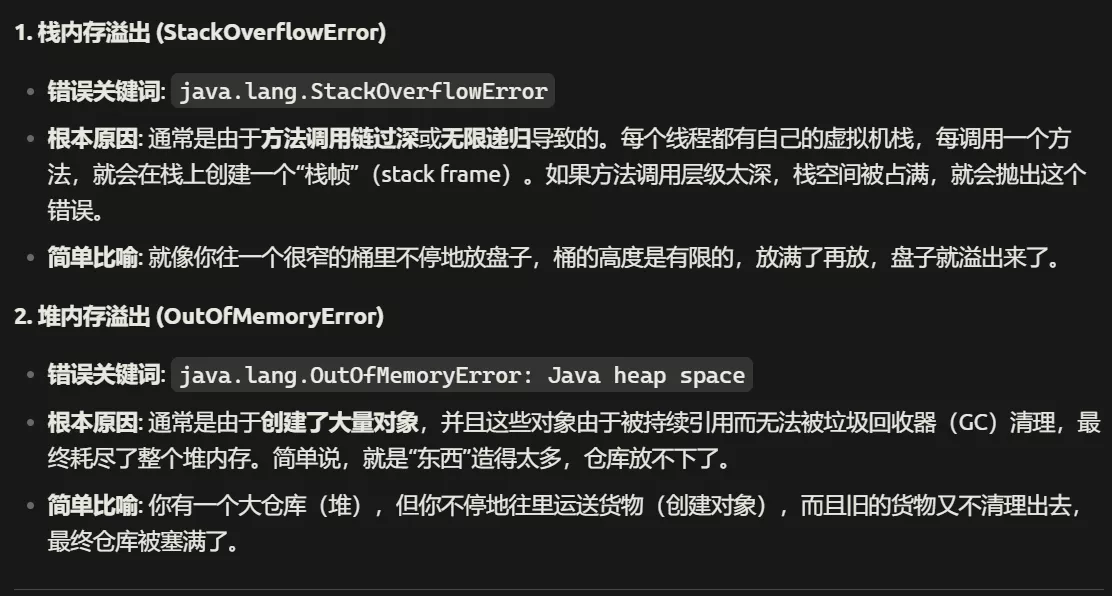 1. 栈内存溢出 (StackOverflowError)
错误关键词: java.lang.StackOverflowError
根本原因: 通常是由于方法调用链过深或无限递归导致的。每个线程都有自己的虚拟机栈，每调用一个方
法，就会在栈上创建一个“栈帧”（stack frame）。如果方法调用层级太深，栈空间被占满，就会抛出这个
错误。
简单比喻: 就像你往一个很窄的桶里不停地放盘子，桶的高度是有限的，放满了再放，盘子就溢出来了。
2. 堆内存溢出 (OutOfMemoryError)
错误关键词: java.lang.OutOfMemoryError: Java heap space
根本原因: 通常是由于创建了大量对象，并且这些对象由于被持续引用而无法被垃圾回收器（GC）清理，最
终耗尽了整个堆内存。简单说，就是“东西”造得太多，仓库放不下了。
简单比喻: 你有一个大仓库（堆），但你不停地往里运送货物（创建对象），而且旧的货物又不清理出去，
最终仓库被塞满了。